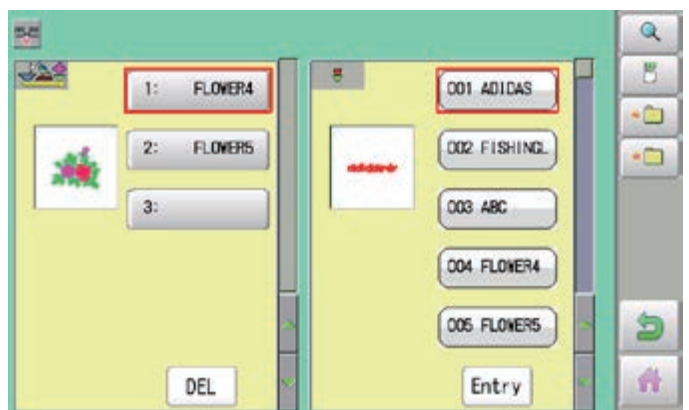 1: FLOWER4
2: FLOWER5
3:
DEL
001 ADIDAS
002 FISHINGL
003 ABC
004 FLOWER4
005 FLOWER5
Entry